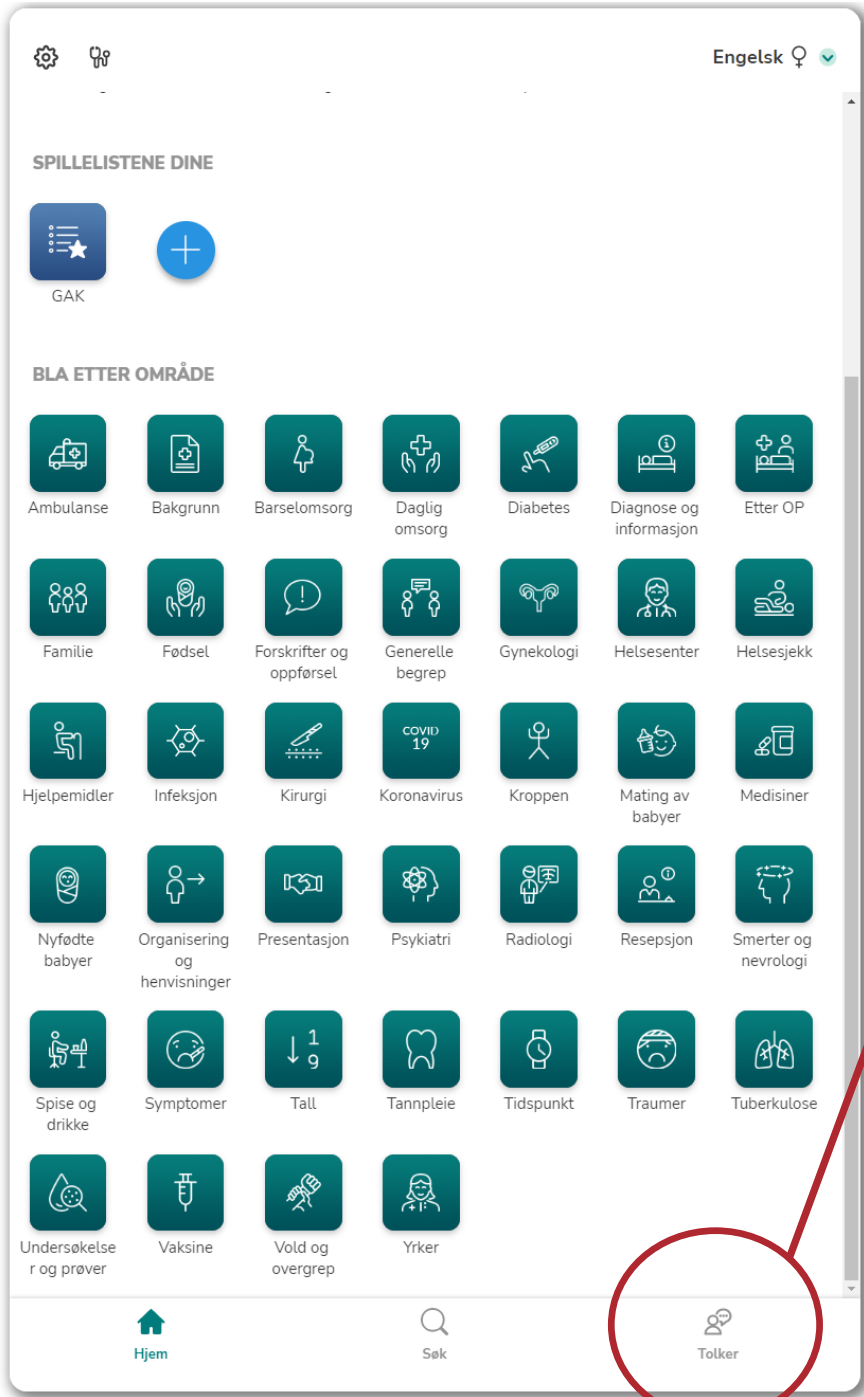 Engelsk
SPILLELISTENE DINE
GAK
BLA ETTER OMRÅDE
Ambulanse
Bakgrunn
Barselomsorg
Daglig
omsorg
Diabetes
Diagnose og
informasjon
Etter OP
Familie
Fødsel
Forskrifter og
oppførsel
Generelle
begrep
Gynekologi
Helsesenter
Helsesjekk
Hjelpemidler
Infeksjon
Kirurgi
COVID
19
Koronavirus
Kroppen
Mating av
babyer
Medisiner
Nyfødte
babyer
Organisering
og
henvisninger
Presentasjon
Psykiatri
Radiologi
Resepsjon
Smerter og
nevrologi
Spise og
drikke
Symptomer
1
9
Tall
Tannpleie
Tidspunkt
Traumer
Tuberkulose
Undersøkelse
r og prøver
Vaksine
Vold og
overgrep
Yrker
Hjem
Søk
Tolker